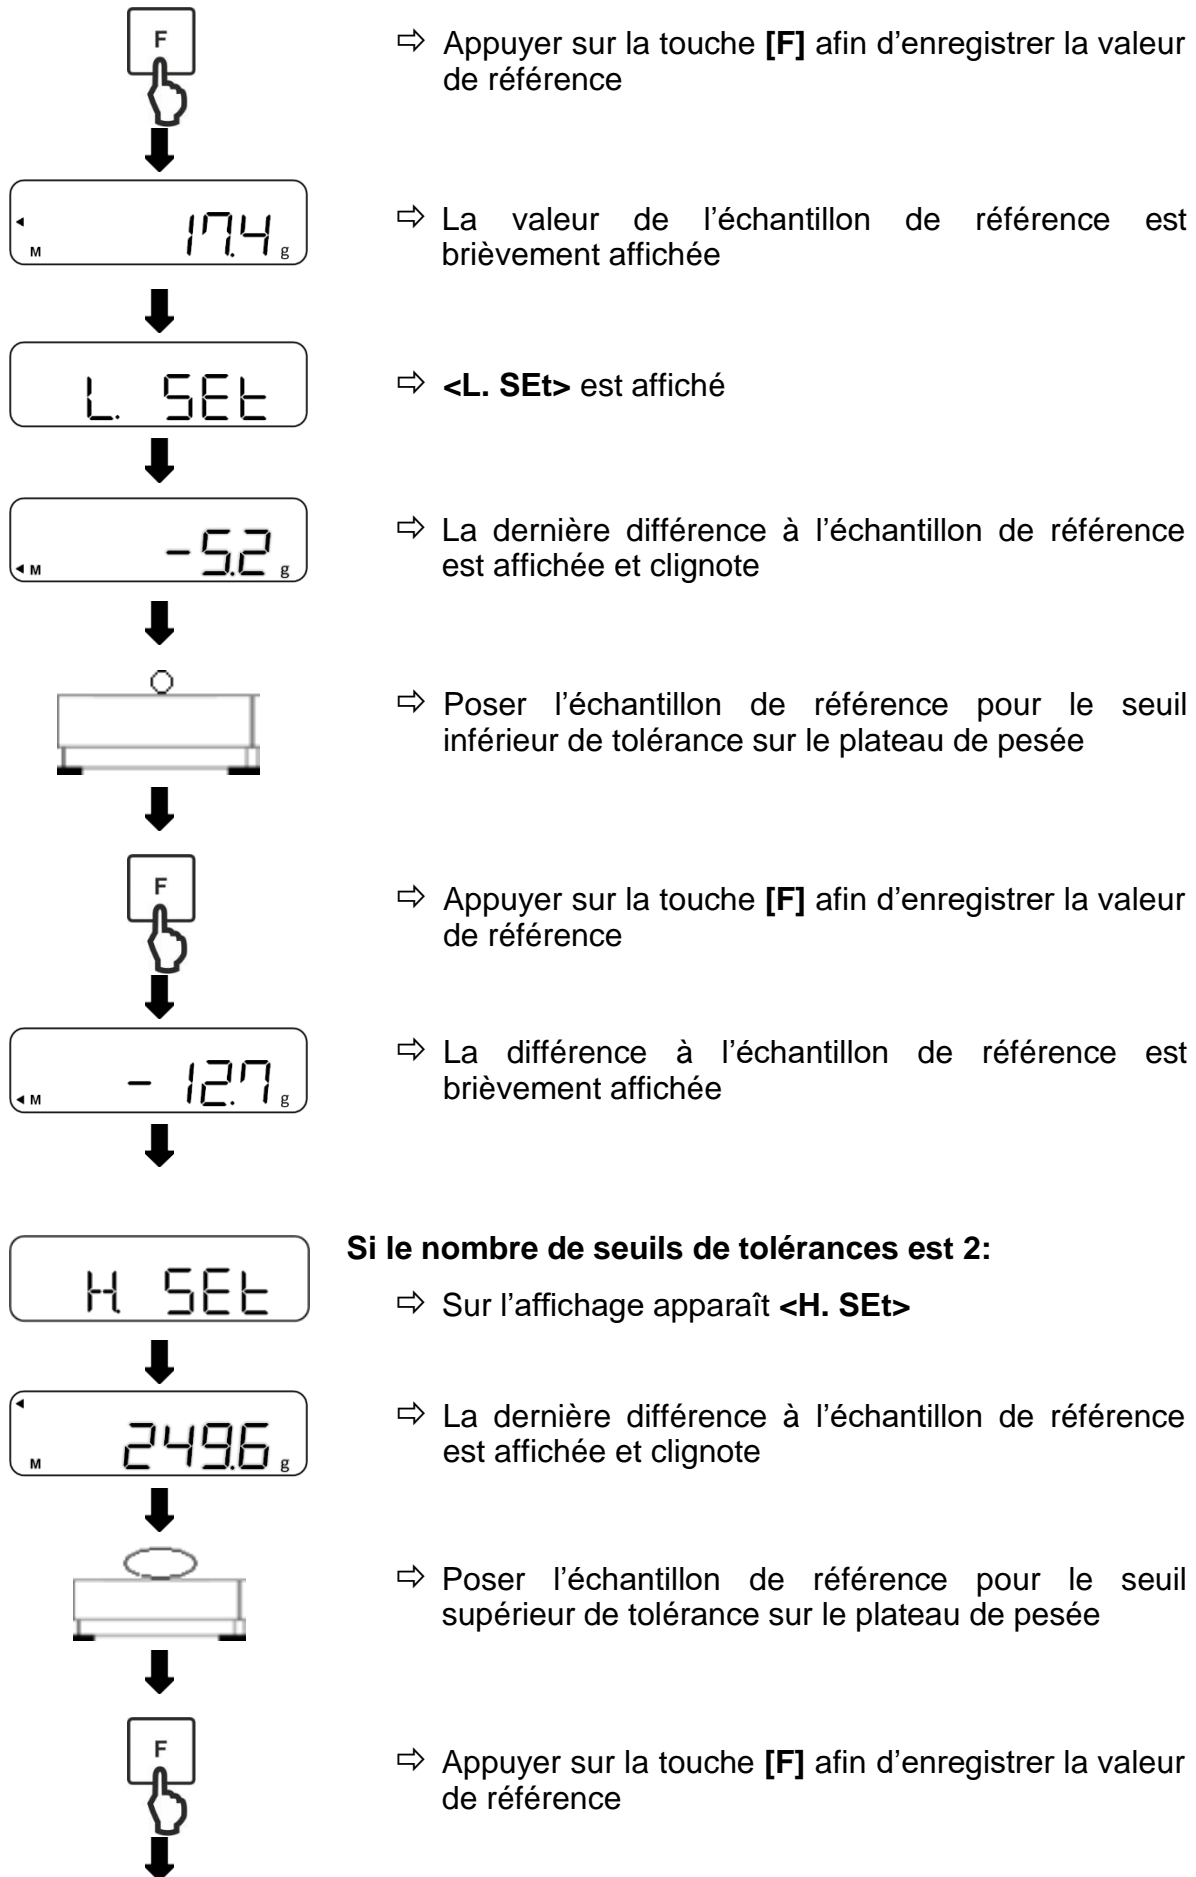 F
⇨ Appuyer sur la touche [F] afin d’enregistrer la valeur
de référence
17.4 g
M
⇨ La valeur de l’échantillon de référence est
brièvement affichée
L. SEt
⇨ <L. SEt> est affiché
-5.2 g
M
⇨ La dernière différence à l’échantillon de référence
est affichée et clignote
⇨ Poser l’échantillon de référence pour le seuil
inférieur de tolérance sur le plateau de pesée
F
⇨ Appuyer sur la touche [F] afin d’enregistrer la valeur
de référence
- 12.7 g
M
⇨ La différence à l’échantillon de référence est
brièvement affichée
Si le nombre de seuils de tolérances est 2:
H. SEt
⇨ Sur l’affichage apparaît <H. SEt>
249.6 g
M
⇨ La dernière différence à l’échantillon de référence
est affichée et clignote
⇨ Poser l’échantillon de référence pour le seuil
supérieur de tolérance sur le plateau de pesée
F
⇨ Appuyer sur la touche [F] afin d’enregistrer la valeur
de référence